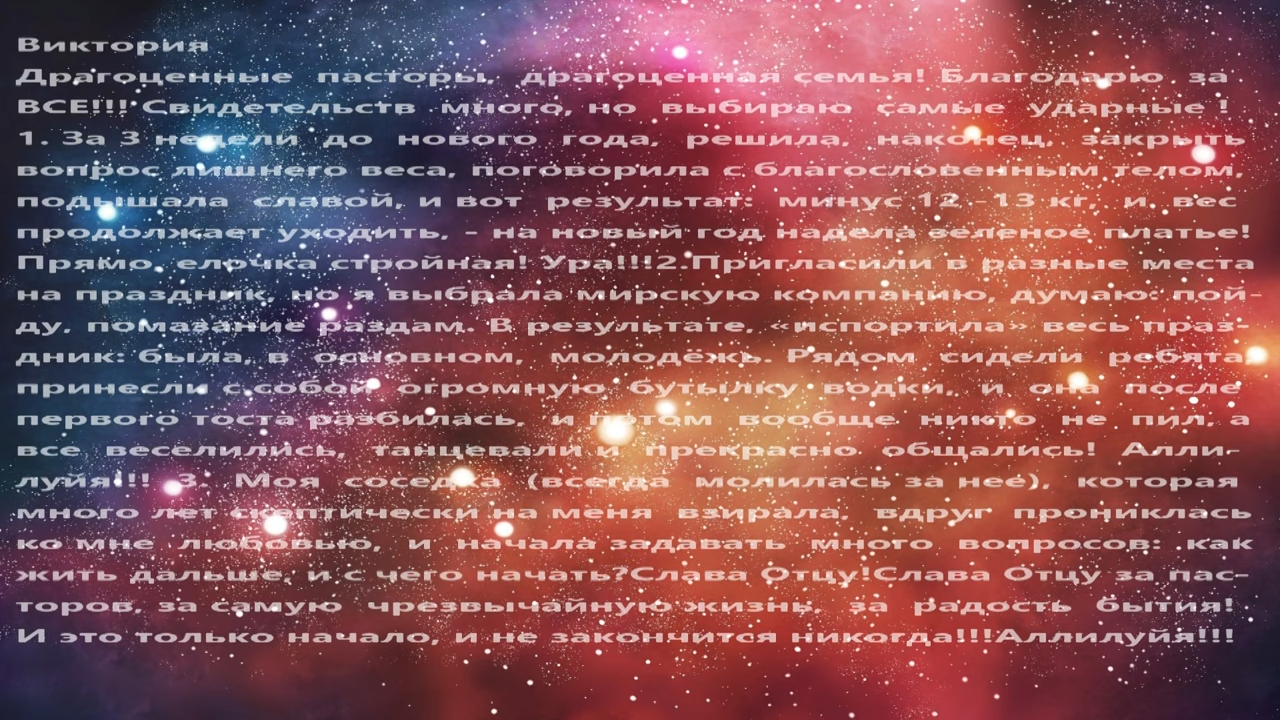 Виктория
Драгоценные пасторы, драгоценная семья! Благодарю за
ВСЕ!!! Свидетельств много, но выбираю самые ударные !
1. За 3 недели до нового года, решила, наконец, закрыть
вопрос лишнего веса, поговорила с благословенным телом,
подышала славой, и вот результат: минус 12 -13 кг, и вес
продолжает уходить, - на новый год надела зеленое платье!
Прямо елочка стройная! Ура!!!2.Пригласили в разные места
на праздник, но я выбрала мирскую компанию, думаю: пой-
ду, помазание раздам. В результате, «испортила» весь праз-
дник: была, в основном, молодёжь. Рядом сидели ребята
принесли с собой огромную бутылку водки, и она после
первого тоста разбилась, и потом вообще никто не пил, а
все веселились, танцевали и прекрасно общались! Алли-
луйя!!! 3. Моя соседка (всегда молилась за нее), которая
много лет скептически на меня взирала, вдруг прониклась
ко мне любовью, и начала задавать много вопросов: как
жить дальше, и с чего начать?Слава Отцу!Слава Отцу за пас-
торов, за самую чрезвычайную жизнь, за радость бытия!
И это только начало, и не закончится никогда!!!Аллилуйя!!!